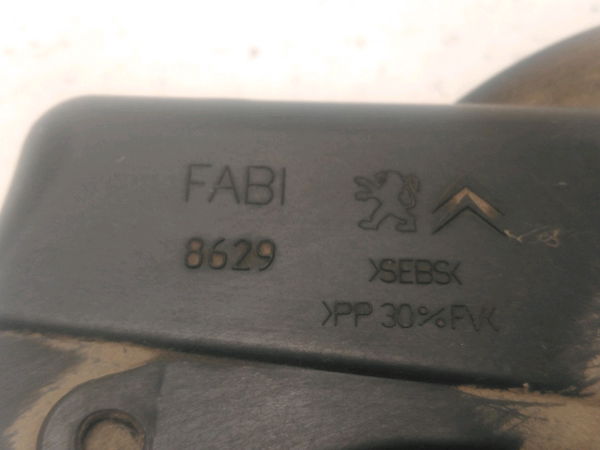 FABI
8629
>SEBS<
>PP 30%FV<